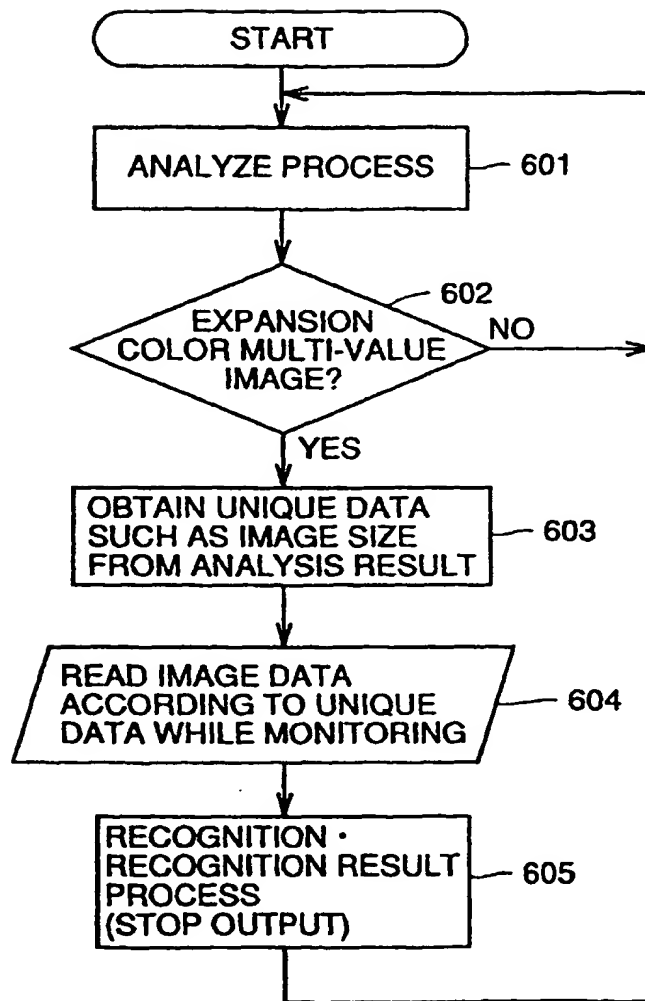 START
ANALYZE PROCESS
601
602
EXPANSION
COLOR MULTI-VALUE
IMAGE?
NO
YES
OBTAIN UNIQUE DATA
SUCH AS IMAGE SIZE
FROM ANALYSIS RESULT
603
READ IMAGE DATA
ACCORDING TO UNIQUE
DATA WHILE MONITORING
604
RECOGNITION ·
RECOGNITION RESULT
PROCESS
(STOP OUTPUT)
605